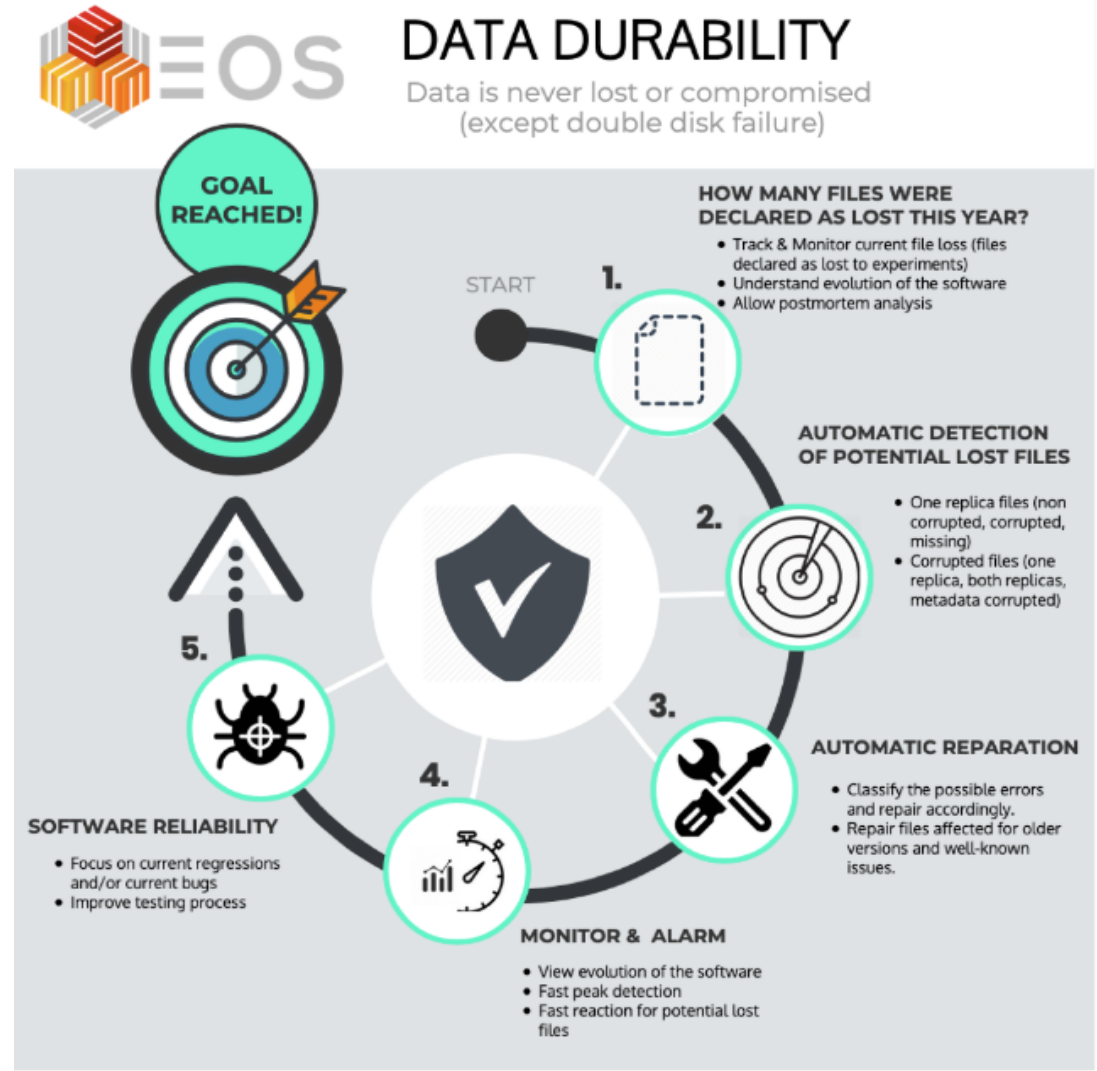 EOS
DATA DURABILITY
Data is never lost or compromised
(except double disk failure)
GOAL
REACHED!
START
1.
HOW MANY FILES WERE
DECLARED AS LOST THIS YEAR?
• Track & Monitor current file loss (files
declared as lost to experiments)
• Understand evolution of the software
• Allow postmortem analysis
2.
AUTOMATIC DETECTION
OF POTENTIAL LOST FILES
• One replica files (non
corrupted, corrupted,
missing)
• Corrupted files (one
replica, both replicas,
metadata corrupted)
3.
AUTOMATIC REPARATION
• Classify the possible errors
and repair accordingly.
• Repair files affected for older
versions and well-known
issues.
4.
MONITOR & ALARM
• View evolution of the software
• Fast peak detection
• Fast reaction for potential lost
files
5.
SOFTWARE RELIABILITY
• Focus on current regressions
and/or current bugs
• Improve testing process